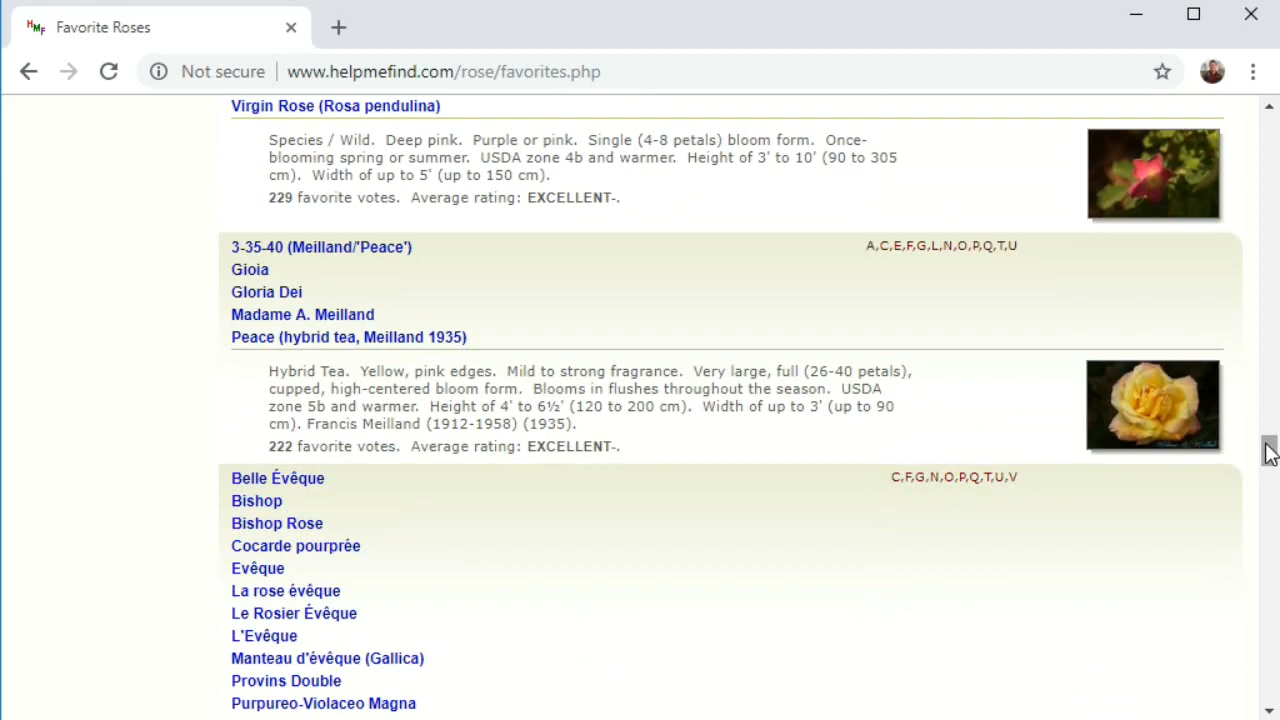 HMF Favorite Roses
Not secure www.helpmefind.com/rose/favorites.php
Virgin Rose (Rosa pendulina)
Species / Wild. Deep pink. Purple or pink. Single (4-8 petals) bloom form. Once-
blooming spring or summer. USDA zone 4b and warmer. Height of 3' to 10' (90 to 305
cm). Width of up to 5' (up to 150 cm).
229 favorite votes. Average rating: EXCELLENT-.
3-35-40 (Meilland/'Peace') A,C,E,F,G,L,N,O,P,Q,T,U
Gioia
Gloria Dei
Madame A. Meilland
Peace (hybrid tea, Meilland 1935)
Hybrid Tea. Yellow, pink edges. Mild to strong fragrance. Very large, full (26-40 petals),
cupped, high-centered bloom form. Blooms in flushes throughout the season. USDA
zone 5b and warmer. Height of 4' to 6½' (120 to 200 cm). Width of up to 3' (up to 90
cm). Francis Meilland (1912-1958) (1935).
222 favorite votes. Average rating: EXCELLENT-.
Belle Évêque C,F,G,N,O,P,Q,T,U,V
Bishop
Bishop Rose
Cocarde pourprée
Evêque
La rose évêque
Le Rosier Évêque
L'Evêque
Manteau d'évêque (Gallica)
Provins Double
Purpureo-Violaceo Magna